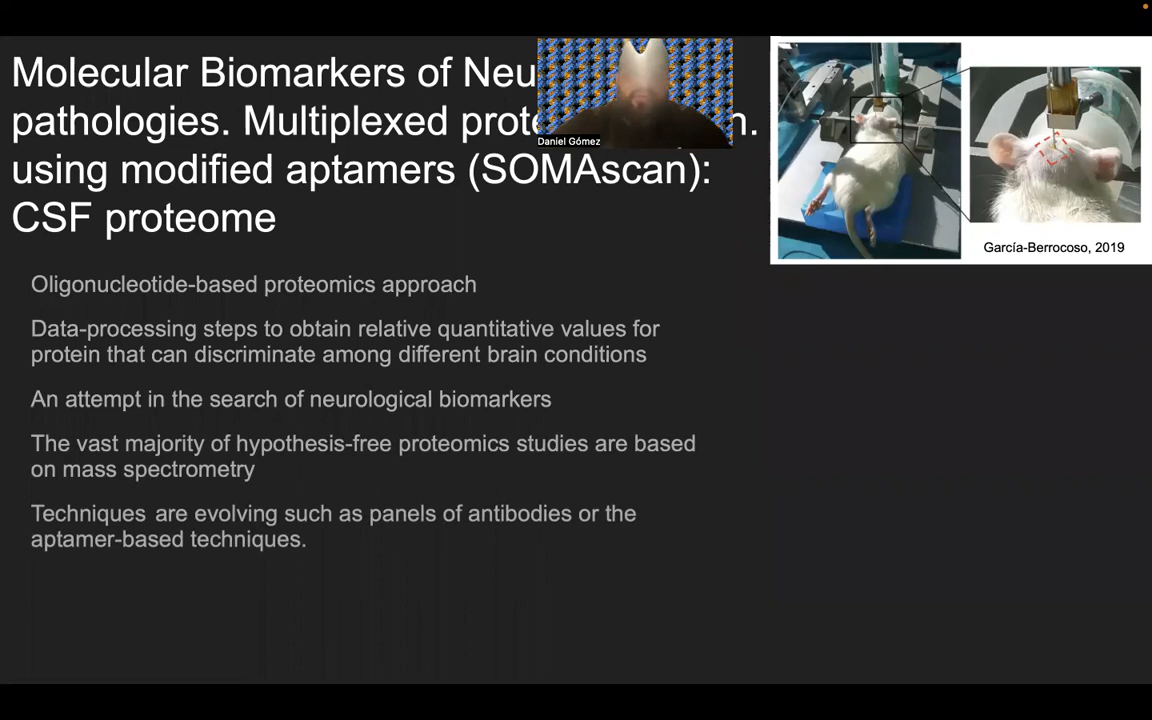 Molecular Biomarkers of Neu
pathologies. Multiplexed prote n.
using modified aptamers (SOMAscan):
CSF proteome
Daniel Gómez
García-Berrocoso, 2019
Oligonucleotide-based proteomics approach
Data-processing steps to obtain relative quantitative values for
protein that can discriminate among different brain conditions
An attempt in the search of neurological biomarkers
The vast majority of hypothesis-free proteomics studies are based
on mass spectrometry
Techniques are evolving such as panels of antibodies or the
aptamer-based techniques.